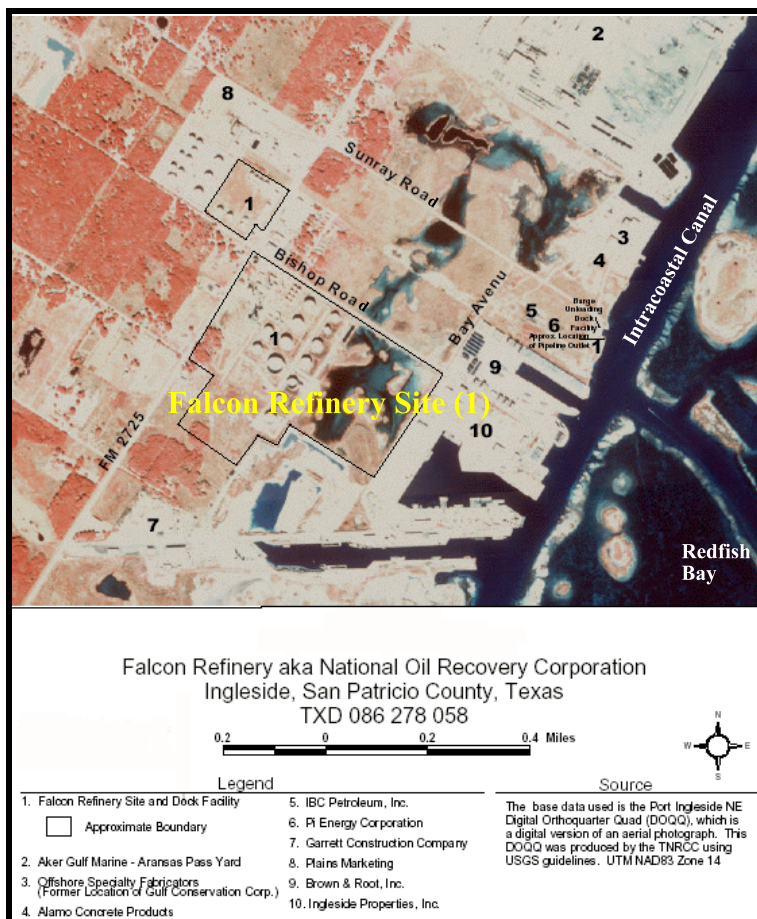 2
8
Sunray Road
1
3
Intracoastal Canal
4
Bishop Road
Bay Avenu
5
Barge
Unloading
Dock
Facility
6
1
Approx. Location
of Pipeline Outlet
1
9
Falcon Refinery Site (1)
10
FM 2725
7
Redfish
Bay
Falcon Refinery aka National Oil Recovery Corporation
Ingleside, San Patricio County, Texas
TXD 086 278 058
0.2 0 0.2 0.4 Miles
N
W E
S
Legend
1. Falcon Refinery Site and Dock Facility
Approximate Boundary
2. Aker Gulf Marine - Aransas Pass Yard
3. Offshore Specialty Fabricators
(Former Location of Gulf Conservation Corp.)
4. Alamo Concrete Products
5. IBC Petroleum, Inc.
6. Pi Energy Corporation
7. Garrett Construction Company
8. Plains Marketing
9. Brown & Root, Inc.
10. Ingleside Properties, Inc.
Source
The base data used is the Port Ingleside NE
Digital Orthoquarter Quad (DOQQ), which is
a digital version of an aerial photograph. This
DOQQ was produced by the TNRCC using
USGS guidelines. UTM NAD83 Zone 14